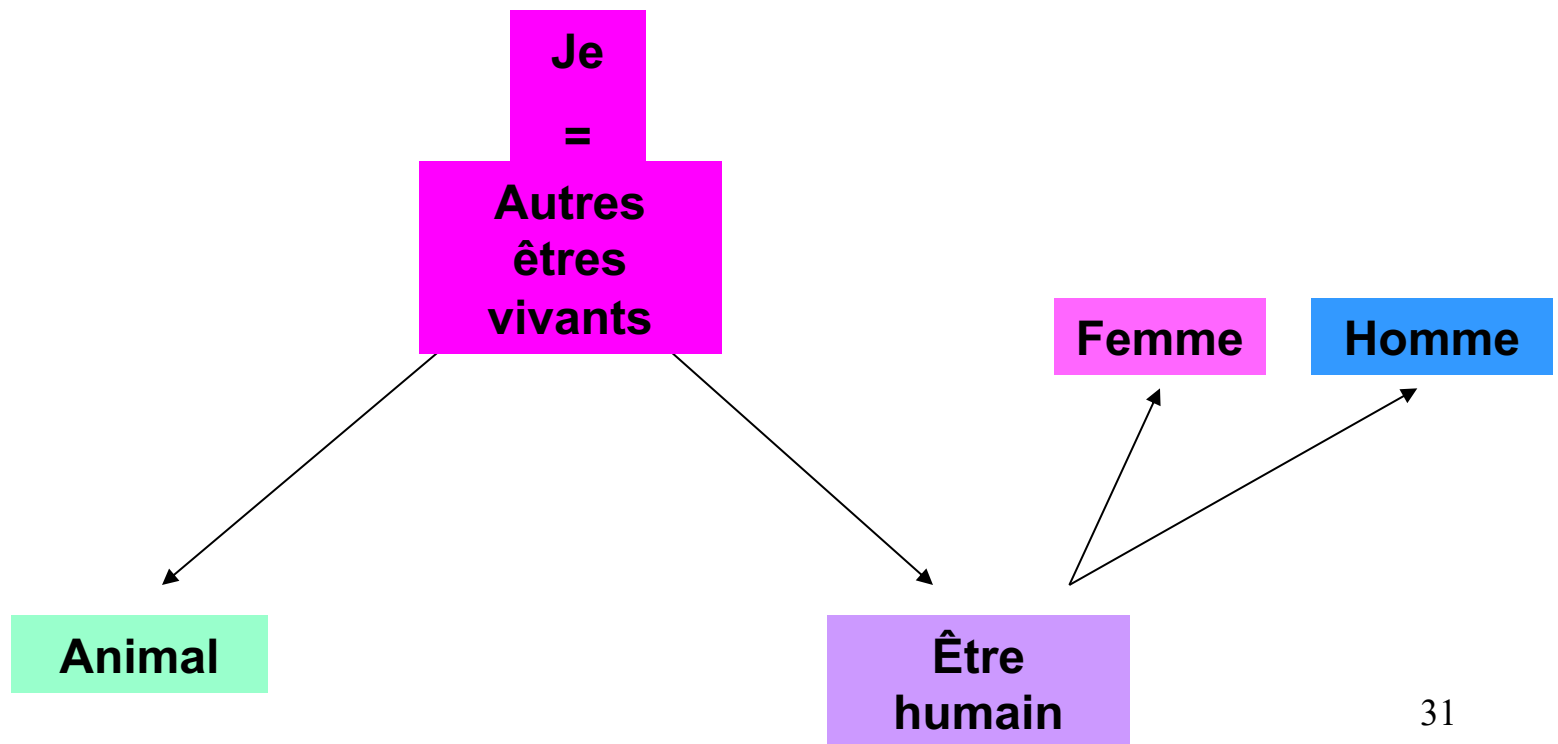 Je
=
Autres
êtres
vivants
Femme
Homme
Animal
Être
humain
31